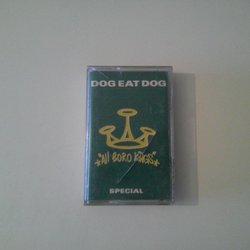 DOG EAT DOG
"All BORO KINGS"
SPECIAL